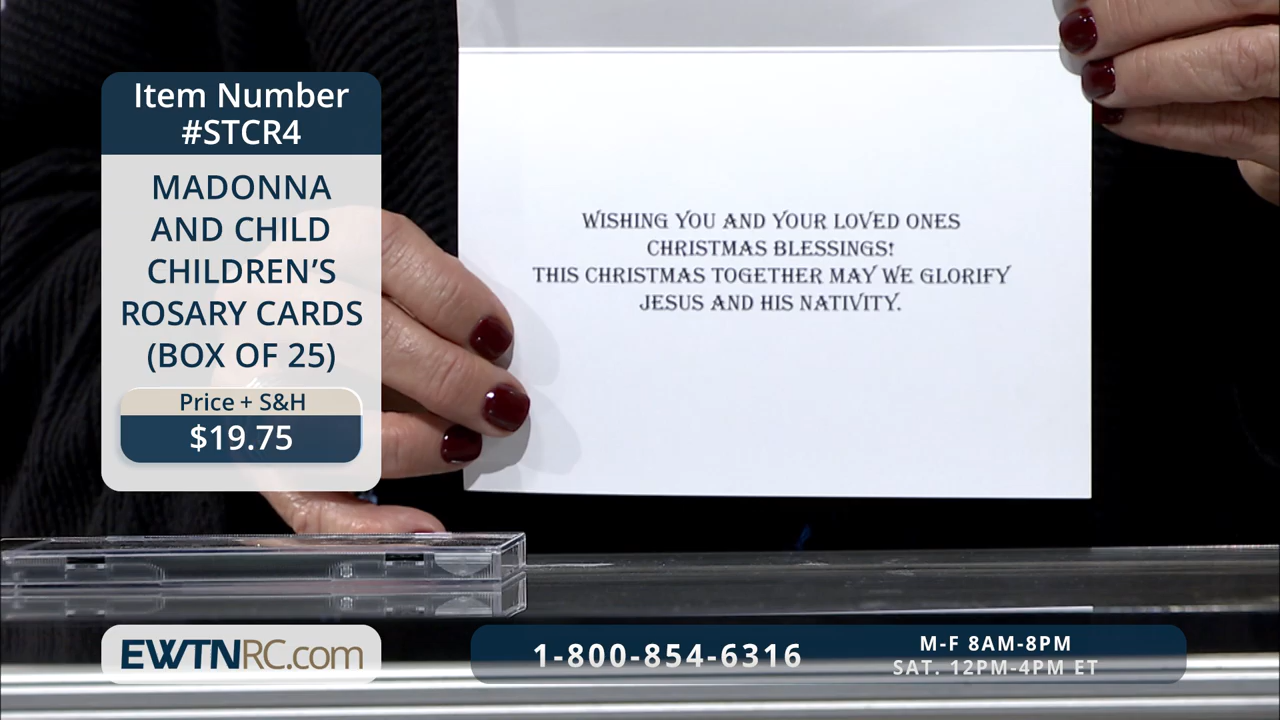 Item Number
#STCR4
MADONNA
AND CHILD
CHILDREN'S
ROSARY CARDS
(BOX OF 25)
Price + S&H
$19.75
WISHING YOU AND YOUR LOVED ONES
CHRISTMAS BLESSINGS!
THIS CHRISTMAS TOGETHER MAY WE GLORIFY
JESUS AND HIS NATIVITY.
EWTNRC.com
1-800-854-6316
M-F 8AM-8PM
SAT. 12PM-4PM ET